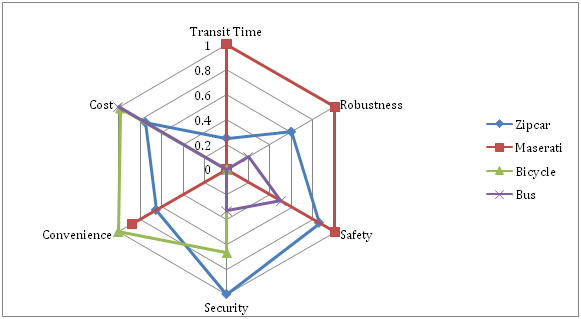 Transit Time
1
0.8
0.6
0.4
0.2
0
Cost
Robustness
Convenience
Safety
Security
Zipcar
Maserati
Bicycle
Bus